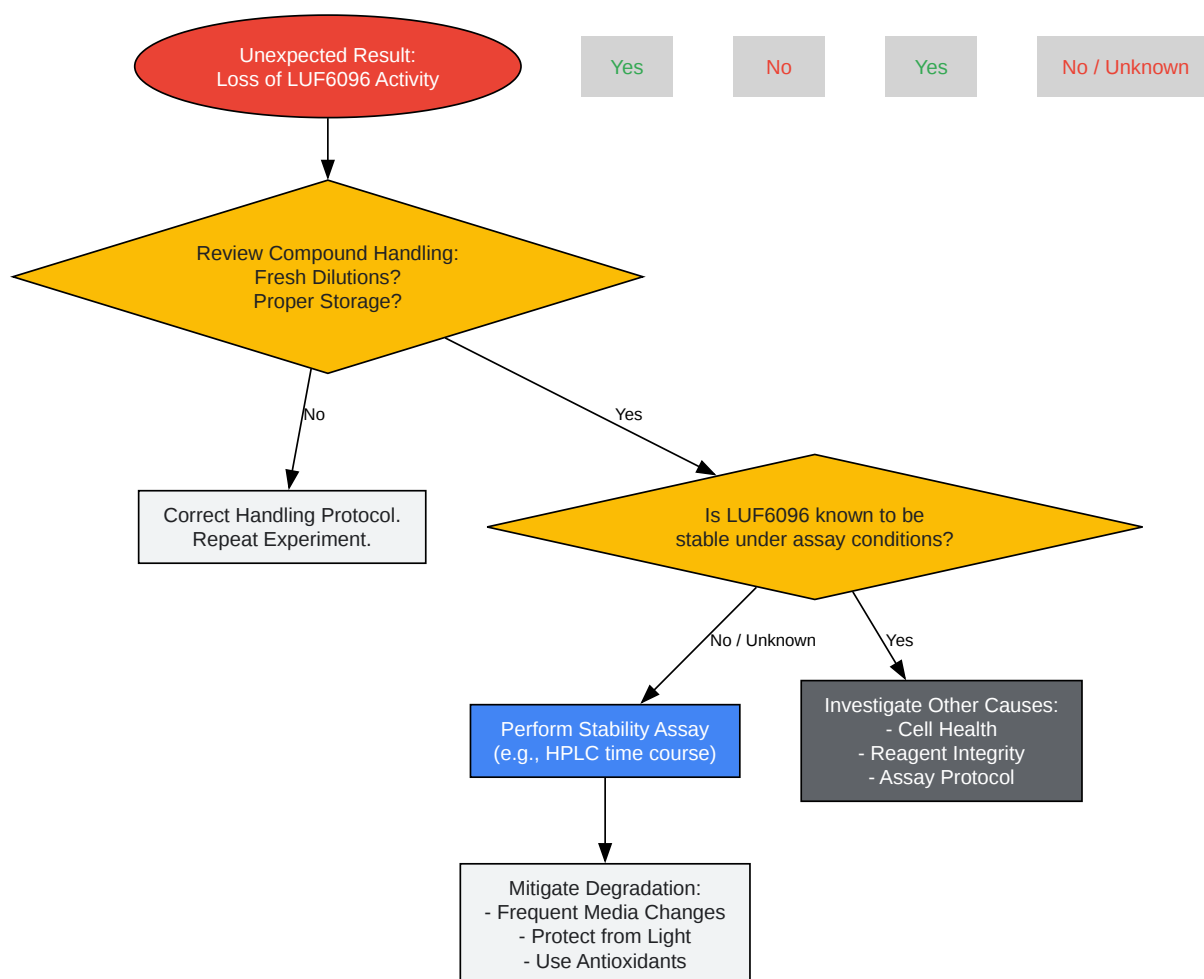 Unexpected Result:
Loss of LUF6096 Activity
Yes
No
Yes
No / Unknown
Review Compound Handling:
Fresh Dilutions?
Proper Storage?
No
Yes
Correct Handling Protocol.
Repeat Experiment.
Is LUF6096 known to be
stable under assay conditions?
No / Unknown
Yes
Perform Stability Assay
(e.g., HPLC time course)
Investigate Other Causes:
- Cell Health
- Reagent Integrity
- Assay Protocol
Mitigate Degradation:
- Frequent Media Changes
- Protect from Light
- Use Antioxidants